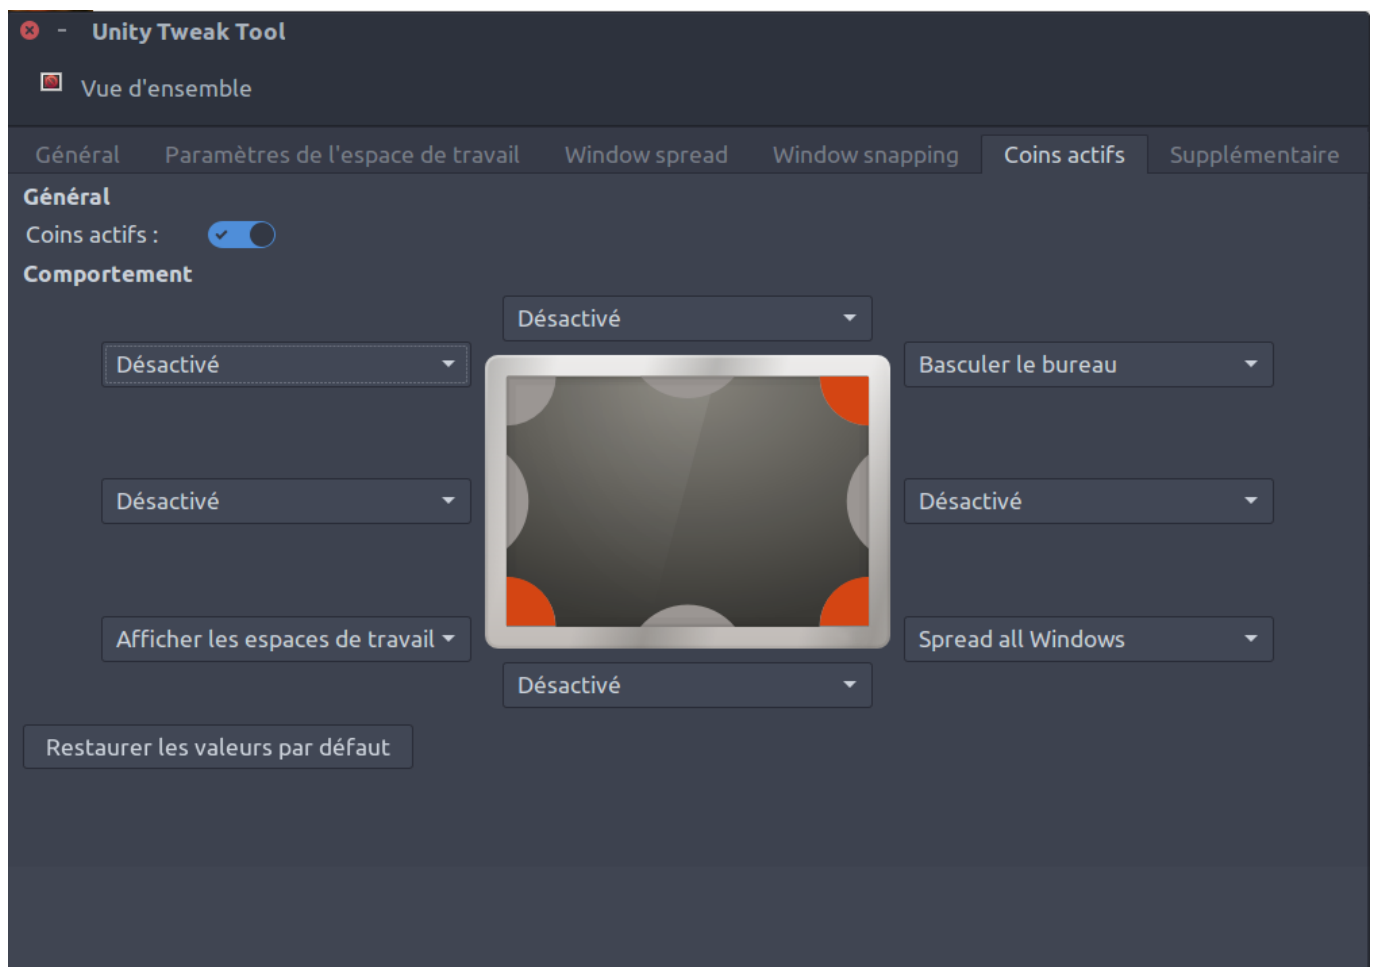 Unity Tweak Tool
Vue d'ensemble
Général Paramètres de l'espace de travail Window spread Window snapping Coins actifs Supplémentaire
Général
Coins actifs :
Comportement
Désactivé
Désactivé Basculer le bureau
Désactivé Désactivé
Afficher les espaces de travail Spread all Windows
Désactivé
Restaurer les valeurs par défaut